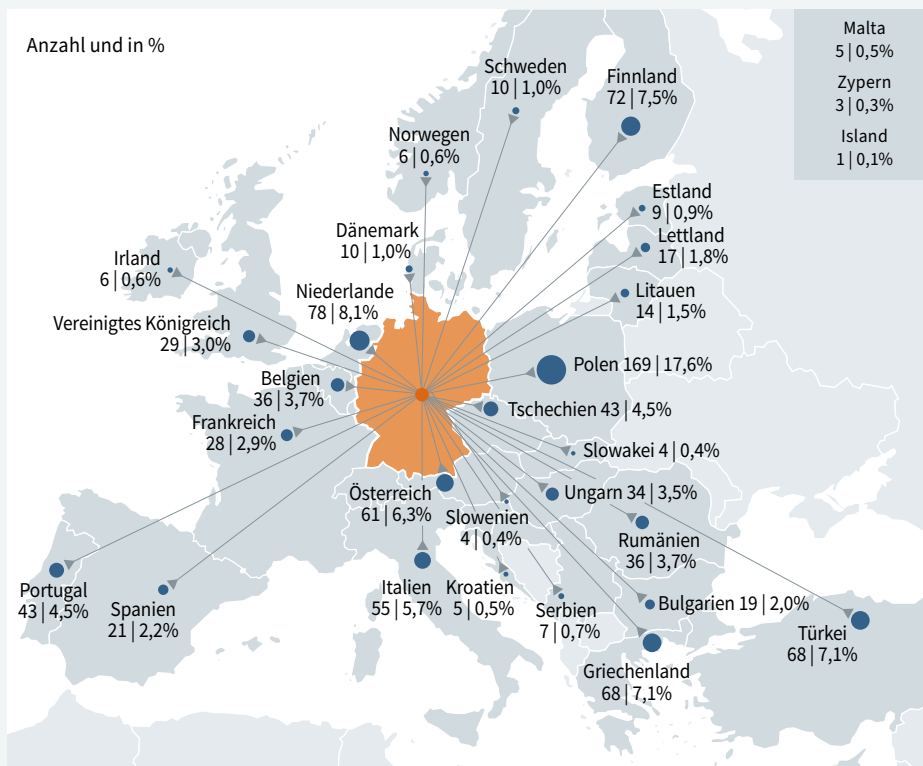 Anzahl und in %
Malta
5 | 0,5%
Zypern
3 | 0,3%
Island
1 | 0,1%
Schweden
10 | 1,0%
Finnland
72 | 7,5%
Norwegen
6 | 0,6%
Estland
9 | 0,9%
Dänemark
10 | 1,0%
Lettland
17 | 1,8%
Irland
6 | 0,6%
Niederlande
78 | 8,1%
Litauen
14 | 1,5%
Vereinigtes Königreich
29 | 3,0%
Polen 169 | 17,6%
Belgien
36 | 3,7%
Tschechien 43 | 4,5%
Frankreich
28 | 2,9%
Slowakei 4 | 0,4%
Österreich
61 | 6,3%
Ungarn 34 | 3,5%
Slowenien
4 | 0,4%
Rumänien
36 | 3,7%
Portugal
43 | 4,5%
Spanien
21 | 2,2%
Italien
55 | 5,7%
Kroatien
5 | 0,5%
Serbien
7 | 0,7%
Bulgarien 19 | 2,0%
Türkei
68 | 7,1%
Griechenland
68 | 7,1%